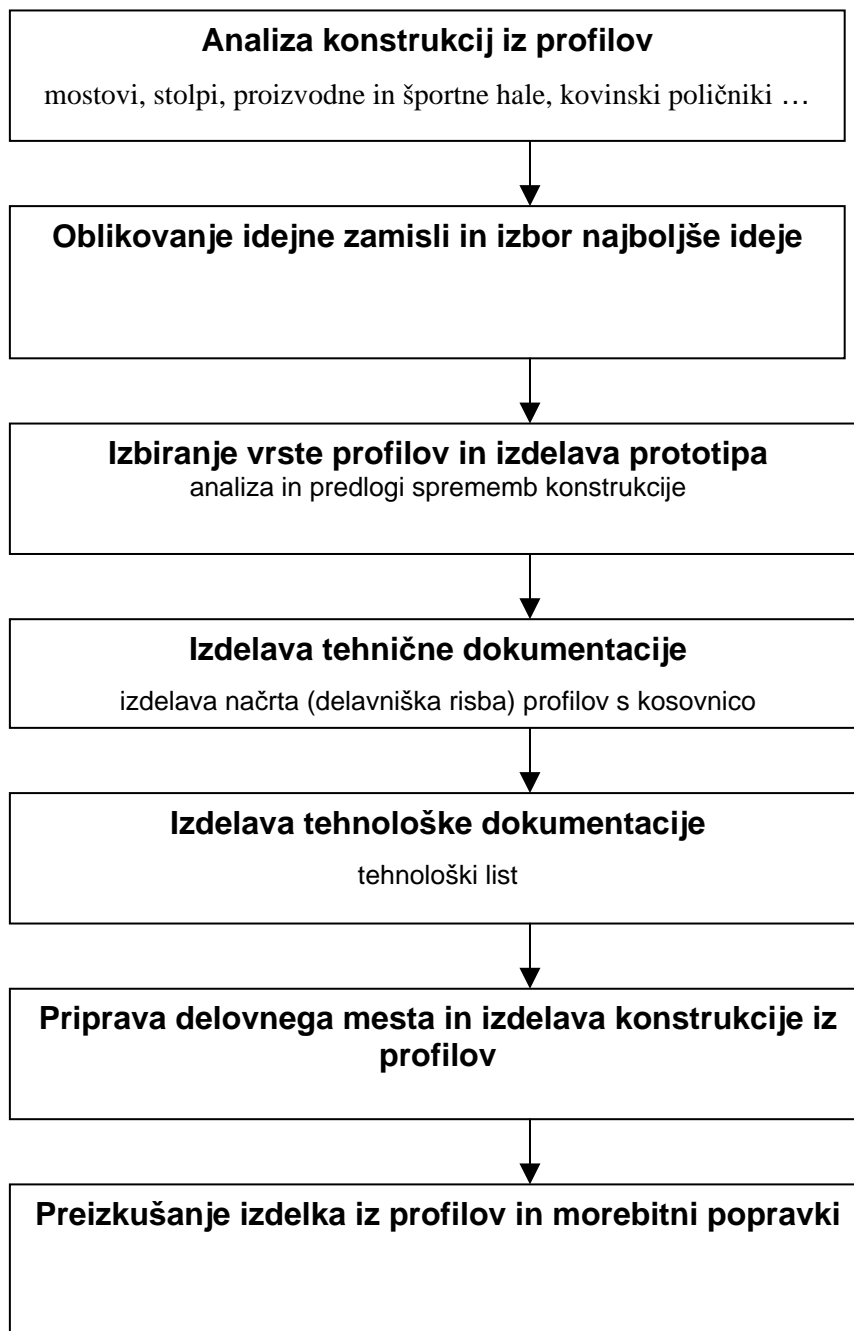 Analiza konstrukcij iz profilov
mostovi, stolpi, proizvodne in športne hale, kovinski poličniki …
Oblikovanje idejne zamisli in izbor najboljše ideje
Izbiranje vrste profilov in izdelava prototipa
analiza in predlogi sprememb konstrukcije
Izdelava tehnične dokumentacije
izdelava načrta (delavniška risba) profilov s kosovnico
Izdelava tehnološke dokumentacije
tehnološki list
Priprava delovnega mesta in izdelava konstrukcije iz
profilov
Preizkušanje izdelka iz profilov in morebitni popravki